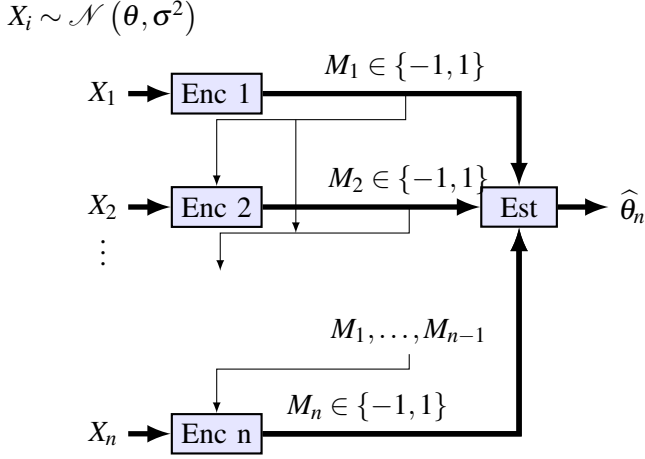 X_i ∼ 𝒩 (θ, σ²)
M_1 ∈ {−1, 1}
X_1 Enc 1
M_2 ∈ {−1, 1}
X_2 Enc 2 Est θ̂_n
⋮
M_1, …, M_{n−1}
M_n ∈ {−1, 1}
X_n Enc n